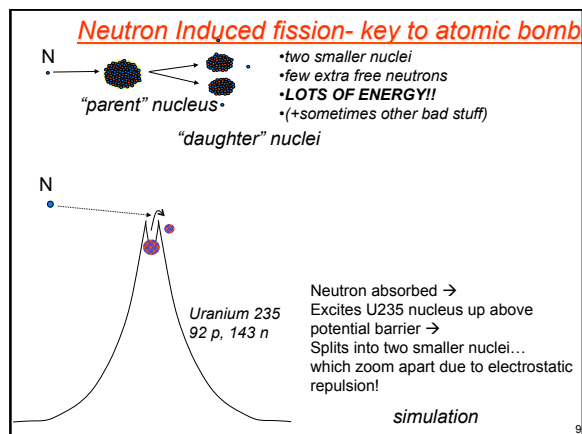 Neutron Induced fission- key to atomic bomb
N
•two smaller nuclei
•few extra free neutrons
•LOTS OF ENERGY!!
•(+sometimes other bad stuff)
"parent" nucleus
"daughter" nuclei
N
Uranium 235
92 p, 143 n
Neutron absorbed →
Excites U235 nucleus up above
potential barrier →
Splits into two smaller nuclei…
which zoom apart due to electrostatic
repulsion!
simulation
9